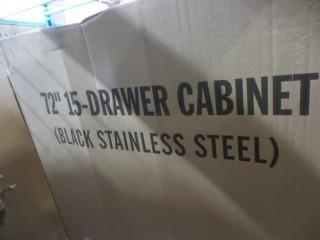 72" 15-DRAWER CABINET
(BLACK STAINLESS STEEL)